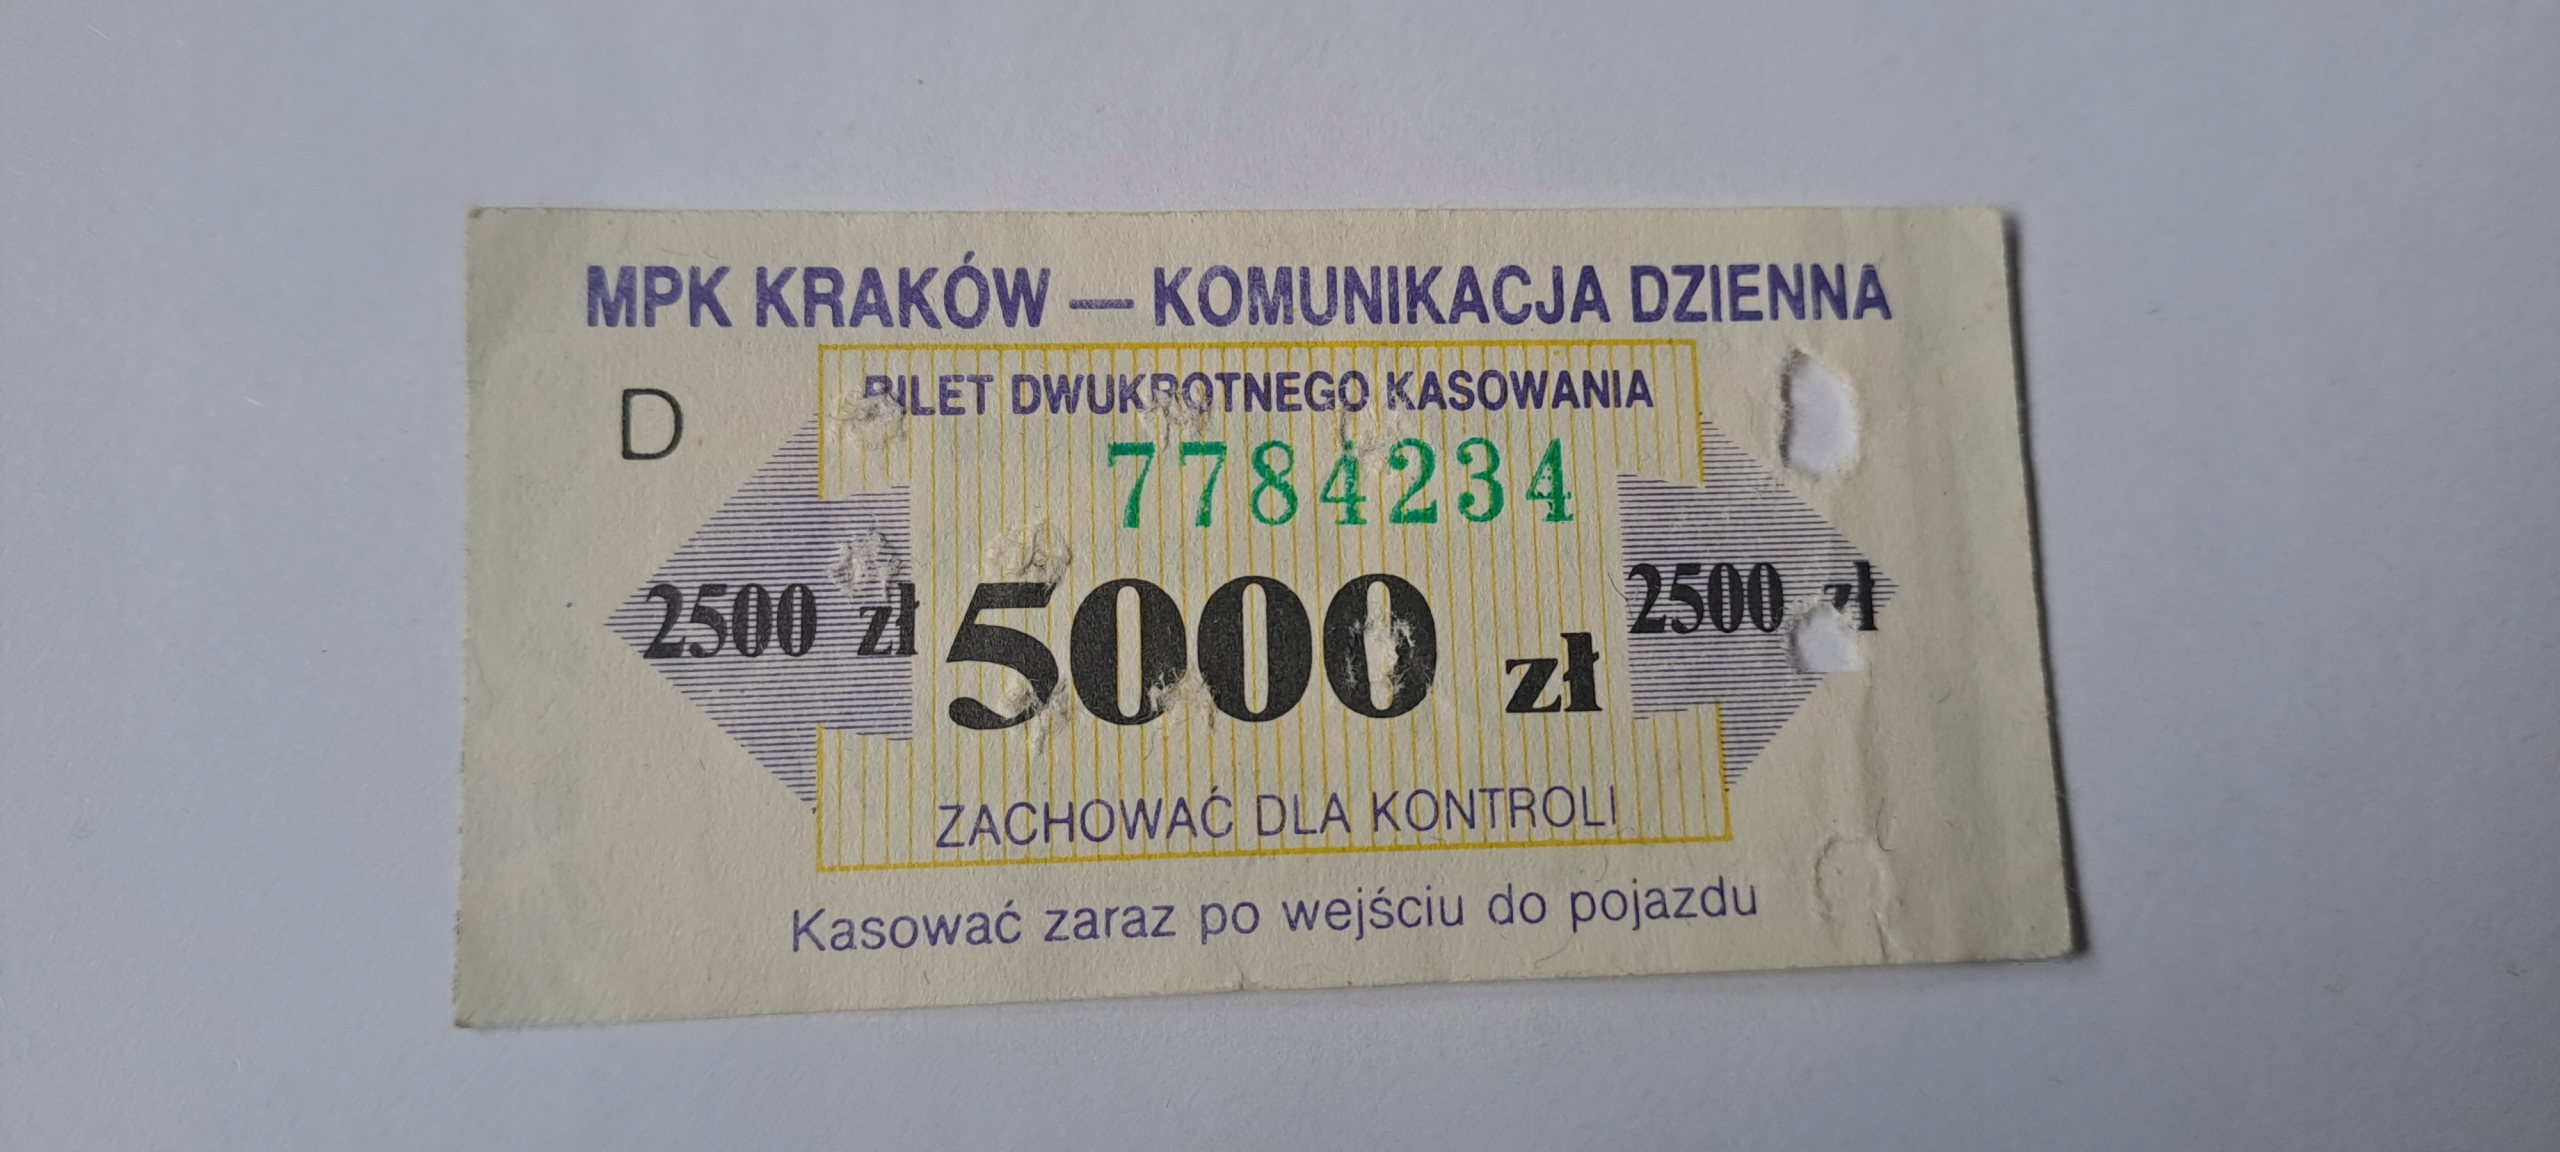 MPK KRAKÓW — KOMUNIKACJA DZIENNA
BILET DWUKROTNEGO KASOWANIA
D
7784234
2500 zł 5000 zł 2500 zł
ZACHOWAĆ DLA KONTROLI
Kasować zaraz po wejściu do pojazdu